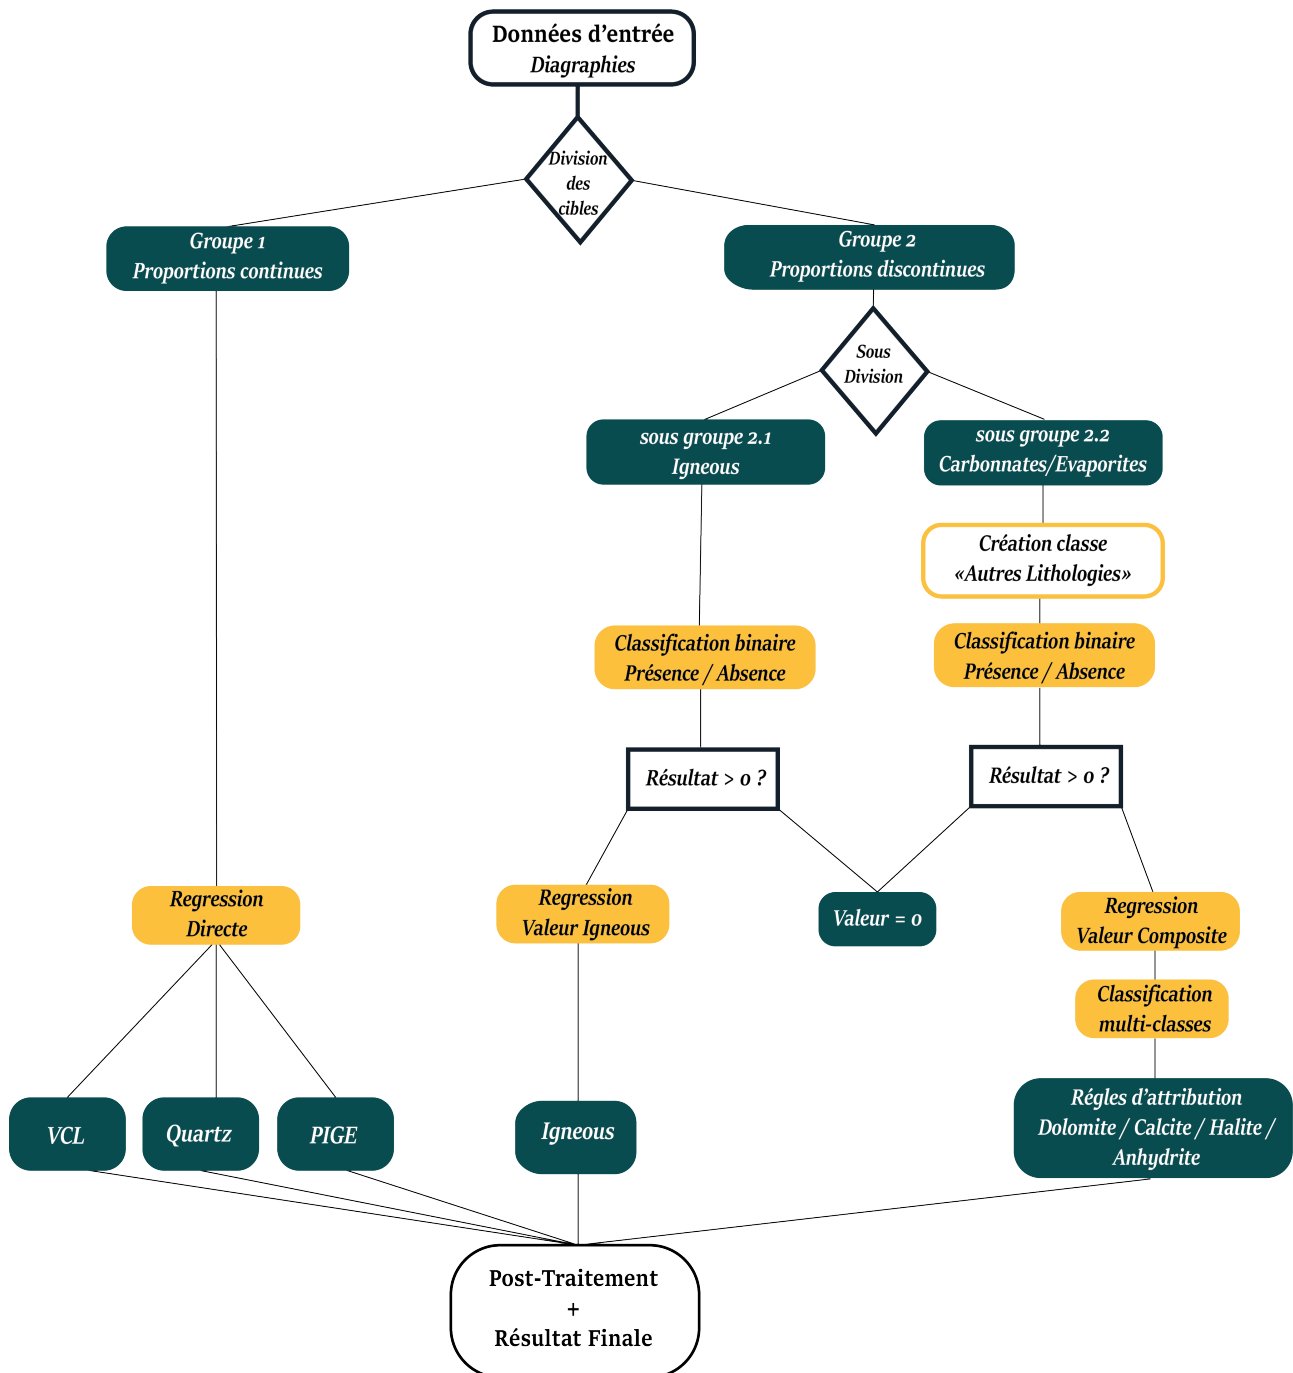 Données d'entrée
Diagraphies
Division
des
cibles
Groupe 1
Proportions continues
Groupe 2
Proportions discontinues
Sous
Division
sous groupe 2.1
Igneous
sous groupe 2.2
Carbonnates/Evaporites
Création classe
«Autres Lithologies»
Classification binaire
Présence / Absence
Classification binaire
Présence / Absence
Résultat > 0 ?
Résultat > 0 ?
Regression
Directe
Regression
Valeur Igneous
Valeur = 0
Regression
Valeur Composite
Classification
multi-classes
VCL
Quartz
PIGE
Igneous
Régles d'attribution
Dolomite / Calcite / Halite /
Anhydrite
Post-Traitement
+
Résultat Finale